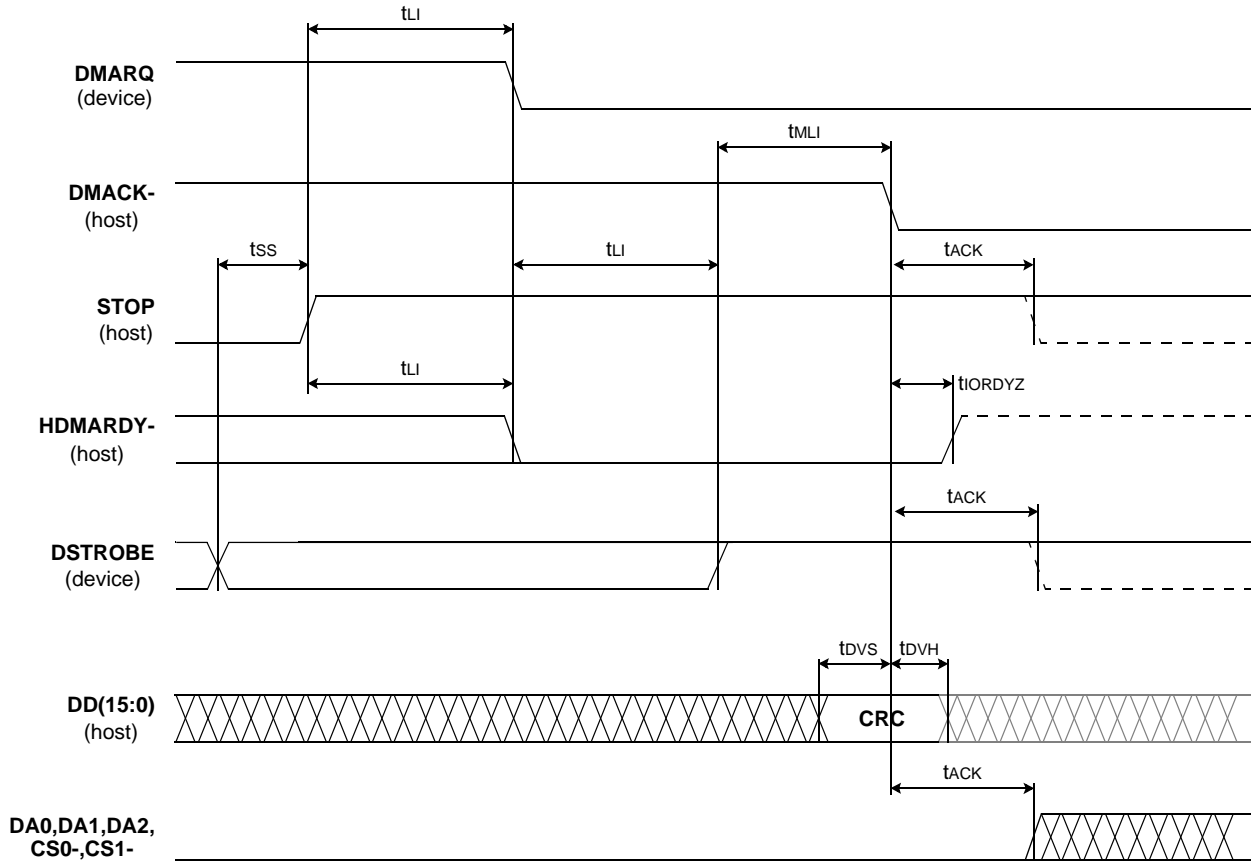 tLI
DMARQ
(device)
tMLI
DMACK-
(host)
tSS
tLI
tACK
STOP
(host)
tLI
tIORDYZ
HDMARDY-
(host)
tACK
DSTROBE
(device)
tDVS
tDVH
DD(15:0)
(host)
CRC
tACK
DA0,DA1,DA2,
CS0-,CS1-